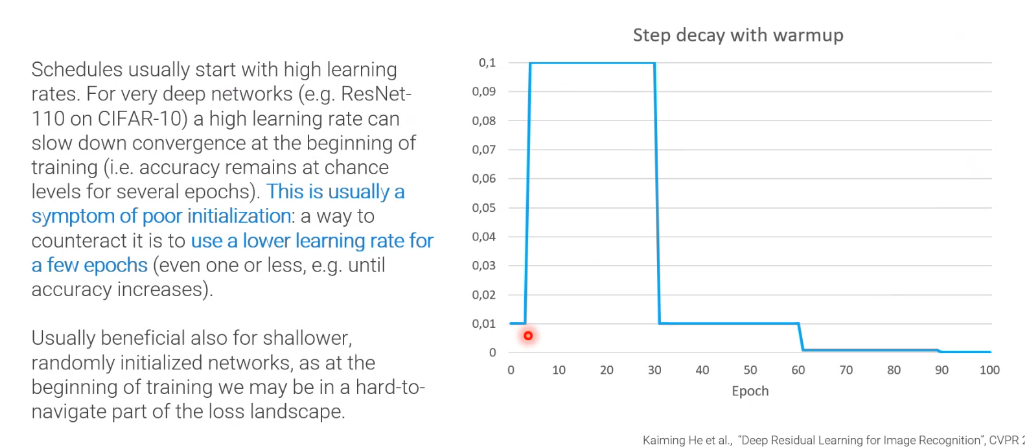 Step decay with warmup
Schedules usually start with high learning
rates. For very deep networks (e.g. ResNet-
110 on CIFAR-10) a high learning rate can
slow down convergence at the beginning of
training (i.e. accuracy remains at chance
levels for several epochs). This is usually a
symptom of poor initialization: a way to
counteract it is to use a lower learning rate for
a few epochs (even one or less, e.g. until
accuracy increases).
Usually beneficial also for shallower,
randomly initialized networks, as at the
beginning of training we may be in a hard-to-
navigate part of the loss landscape.
0,1
0,09
0,08
0,07
0,06
0,05
0,04
0,03
0,02
0,01
0
0 10 20 30 40 50 60 70 80 90 100
Epoch
Kaiming He et al., "Deep Residual Learning for Image Recognition", CVPR